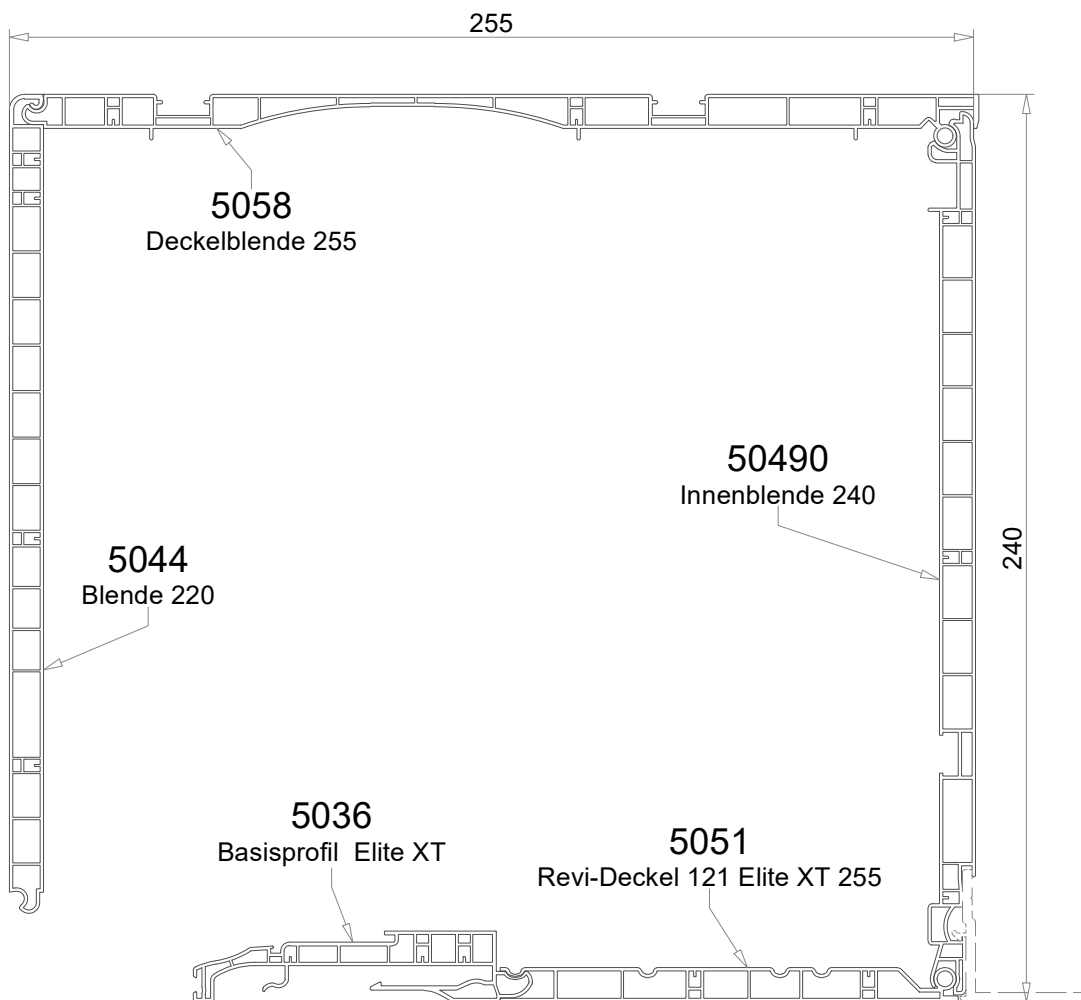 255
5058
Deckelblende 255
50490
Innenblende 240
240
5044
Blende 220
5036
Basisprofil  Elite XT
5051
Revi-Deckel 121 Elite XT 255